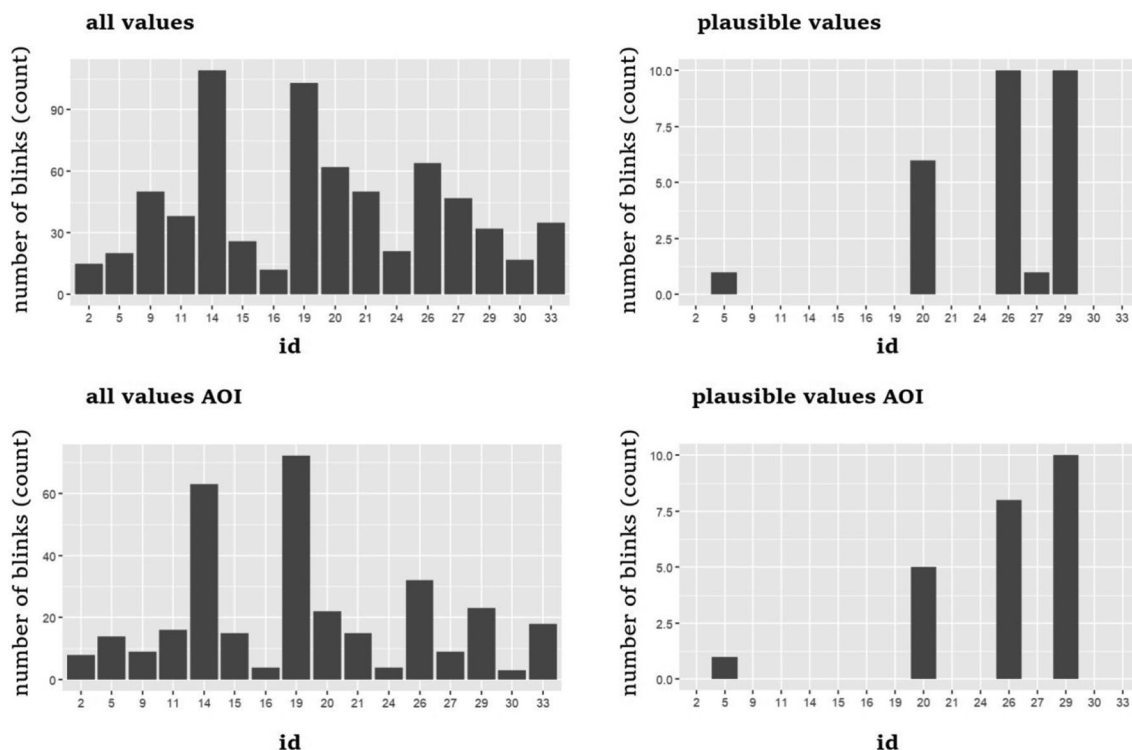 all values
number of blinks (count)
90
60
30
0
2 5 9 11 14 15 16 19 20 21 24 26 27 29 30 33
id
plausible values
number of blinks (count)
10.0
7.5
5.0
2.5
0.0
2 5 9 11 14 15 16 19 20 21 24 26 27 29 30 33
id
all values AOI
number of blinks (count)
60
40
20
0
2 5 9 11 14 15 16 19 20 21 24 26 27 29 30 33
id
plausible values AOI
number of blinks (count)
10.0
7.5
5.0
2.5
0.0
2 5 9 11 14 15 16 19 20 21 24 26 27 29 30 33
id